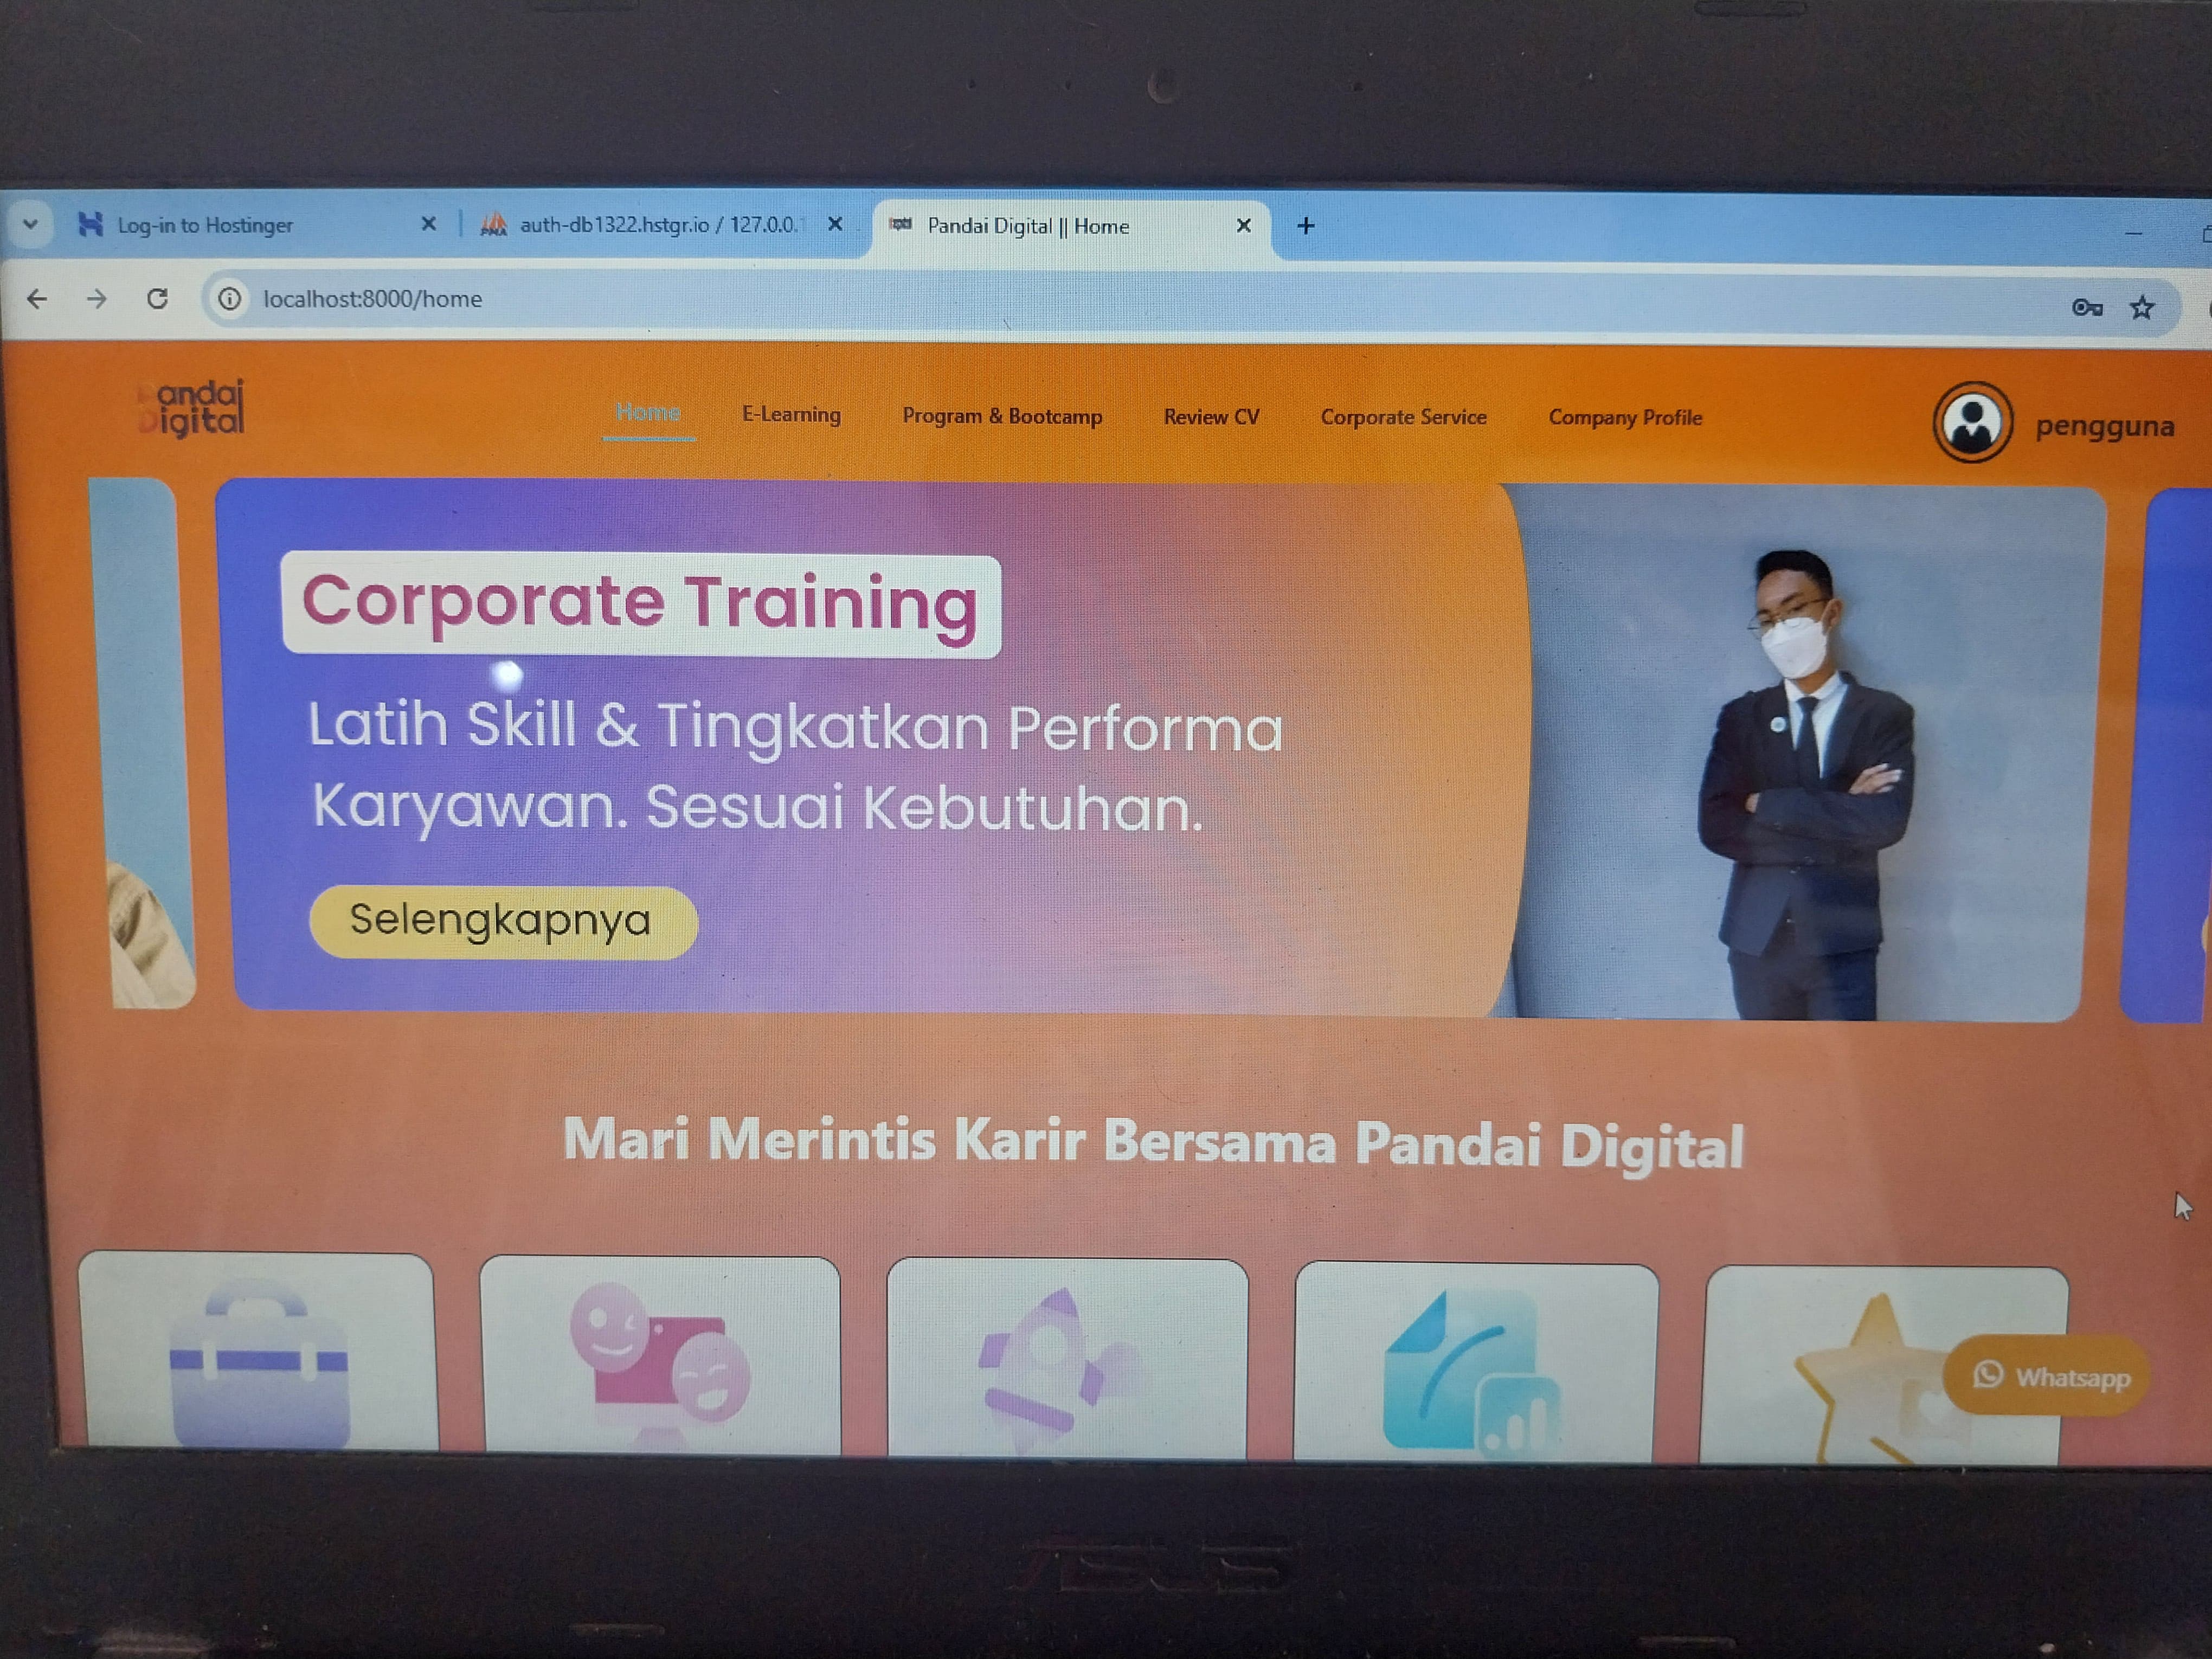 Log-in to Hostinger
auth-db1322.hstgr.io / 127.0.0.1
Pandai Digital || Home
localhost:8000/home
Pandai
Digital
Home
E-Learning
Program & Bootcamp
Review CV
Corporate Service
Company Profile
pengguna
Corporate Training
Latih Skill & Tingkatkan Performa
Karyawan. Sesuai Kebutuhan.
Selengkapnya
Mari Merintis Karir Bersama Pandai Digital
Whatsapp
ASUS